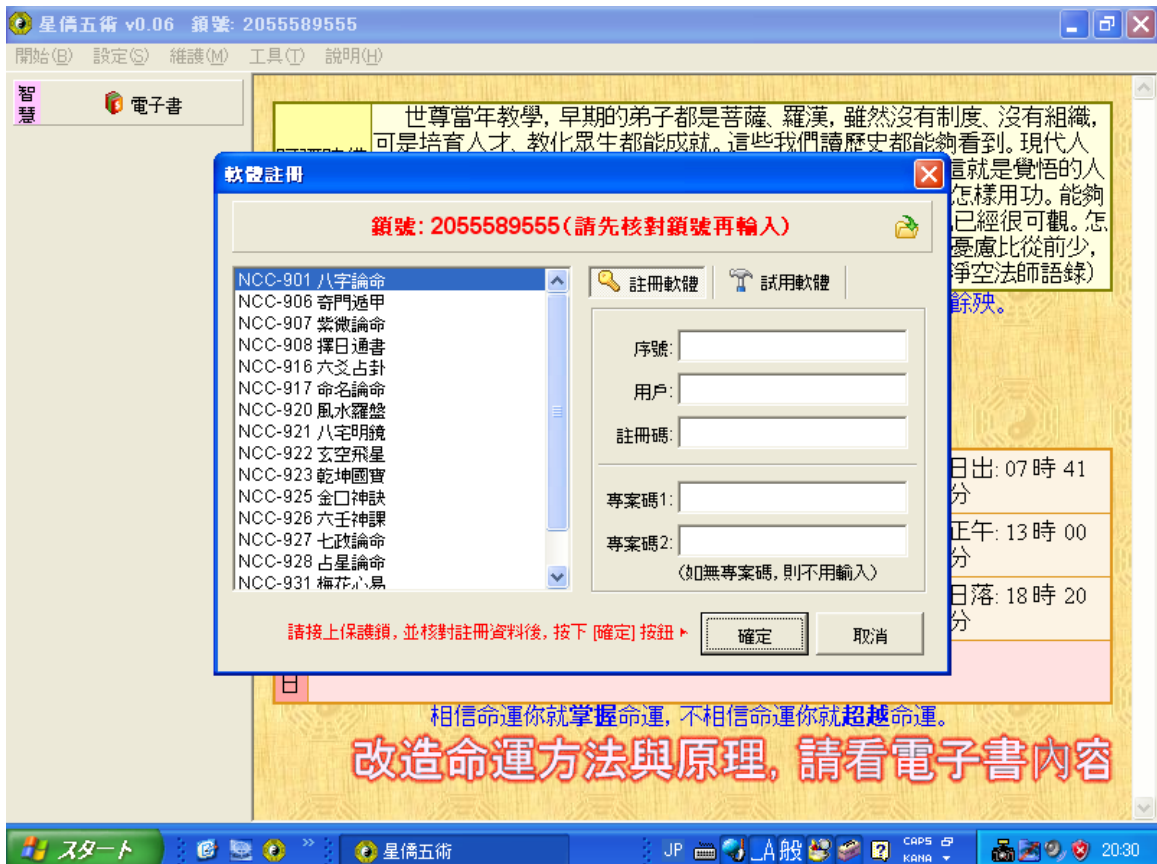 星僑五術 v0.06 鎖號: 2055589555
開始(B) 設定(S) 維護(M) 工具(T) 說明(H)
智慧
電子書
世尊當年教學, 早期的弟子都是菩薩、羅漢, 雖然沒有制度、沒有組織,
可是培育人才、教化眾生都能成就。這些我們讀歷史都能夠看到。現代人
這就是覺悟的人
怎樣用功。能夠
已經很可觀。怎
憂慮比從前少,
淨空法師語錄)
餘殃。
軟體註冊
鎖號: 2055589555(請先核對鎖號再輸入)
NCC-901 八字論命
NCC-906 奇門遁甲
NCC-907 紫微論命
NCC-908 擇日通書
NCC-916 六爻占卦
NCC-917 命名論命
NCC-920 風水羅盤
NCC-921 八宅明鏡
NCC-922 玄空飛星
NCC-923 乾坤國寶
NCC-925 金口神訣
NCC-926 六壬神課
NCC-927 七政論命
NCC-928 占星論命
NCC-931 梅花心易
註冊軟體 試用軟體
序號:
用戶:
註冊碼:
專案碼1:
專案碼2:
(如無專案碼, 則不用輸入)
請接上保護鎖, 並核對註冊資料後, 按下 [確定] 按鈕
確定 取消
日出: 07 時 41
分
正午: 13 時 00
分
日落: 18 時 20
分
日
相信命運你就掌握命運, 不相信命運你就超越命運。
改造命運方法與原理, 請看電子書內容
スタート
星僑五術
JP
A 般
CAPS
KANA
20:30